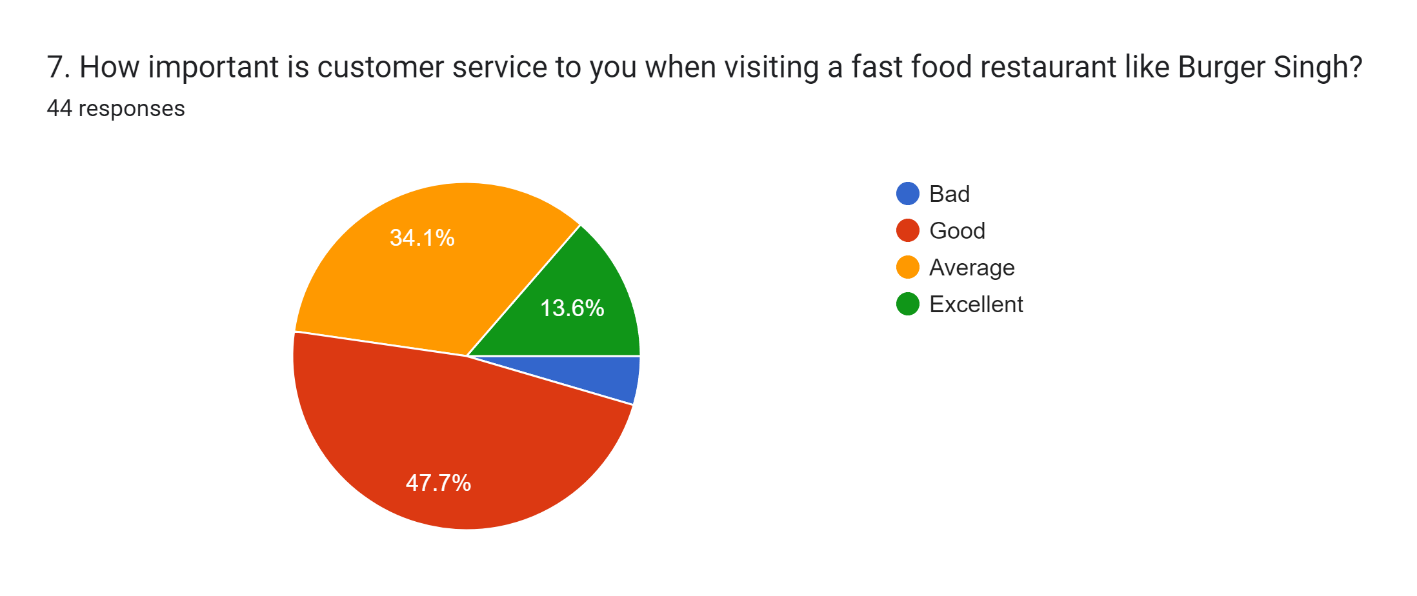 7. How important is customer service to you when visiting a fast food restaurant like Burger Singh?
44 responses
34.1%
13.6%
47.7%
Bad
Good
Average
Excellent